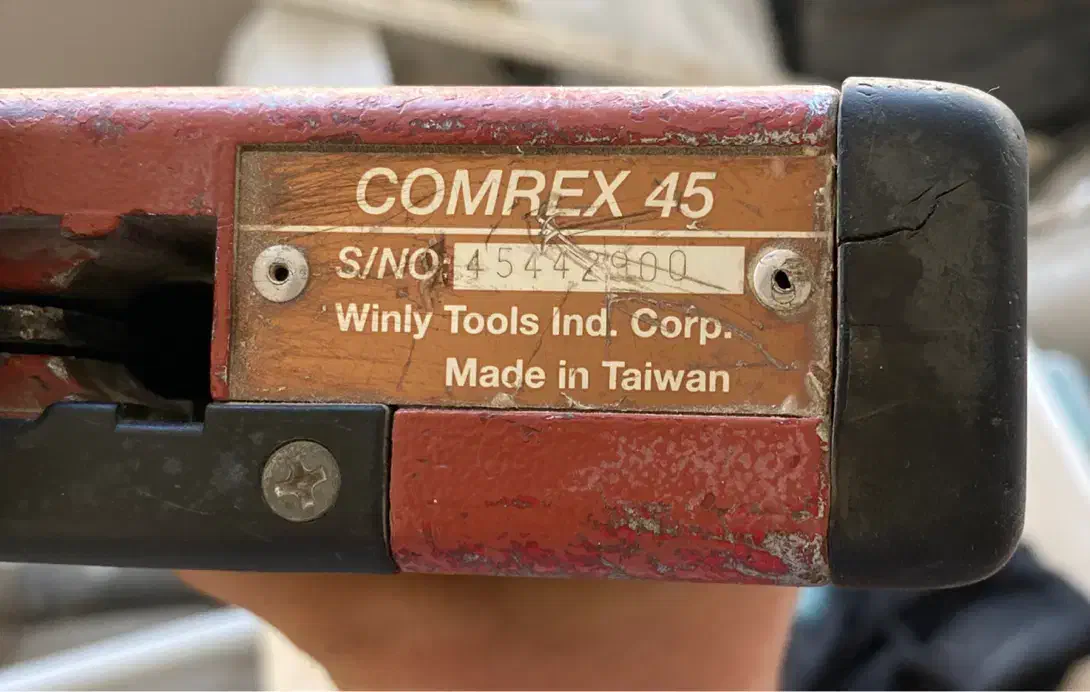 COMREX 45
S/NO: 45442900
Winly Tools Ind. Corp.
Made in Taiwan